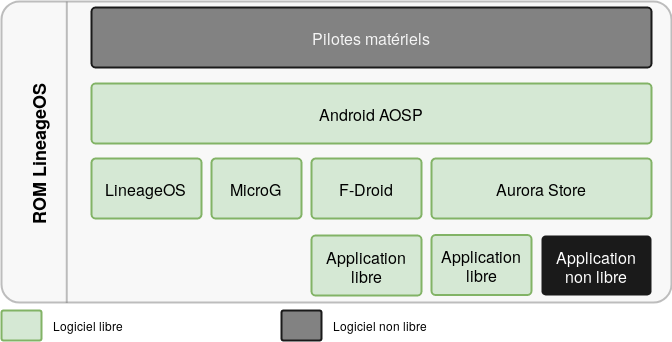 ROM LineageOS
Pilotes matériels
Android AOSP
LineageOS
MicroG
F-Droid
Aurora Store
Application
libre
Application
libre
Application
non libre
Logiciel libre
Logiciel non libre